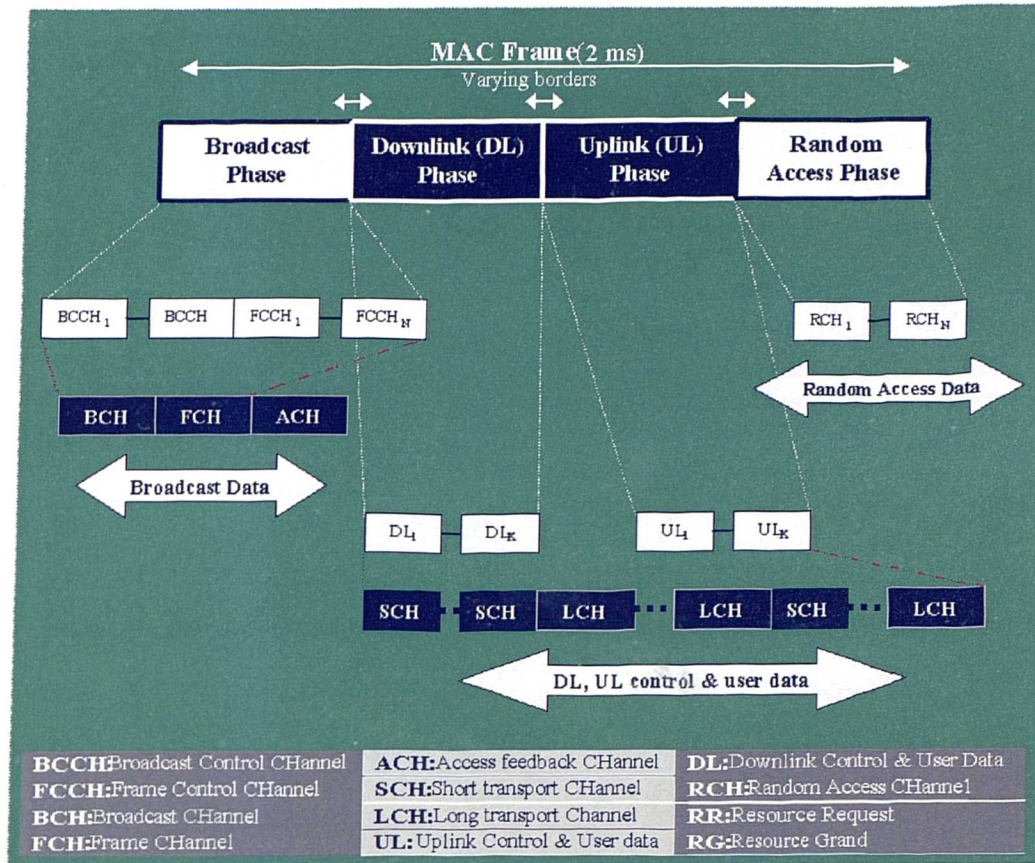 MAC Frame(2 ms)
Varying borders
Broadcast
Phase
Downlink (DL)
Phase
Uplink (UL)
Phase
Random
Access Phase
BCCH1
BCCH
FCCH1
FCCHN
RCH1
RCHN
Random Access Data
BCH
FCH
ACH
Broadcast Data
DL1
DLK
UL1
ULK
SCH
SCH
LCH
LCH
SCH
LCH
DL, UL control & user data
BCCH:Broadcast Control CHannel
FCCH:Frame Control CHannel
BCH:Broadcast CHannel
FCH:Frame CHannel
ACH:Access feedback CHannel
SCH:Short transport CHannel
LCH:Long transport Channel
UL:Uplink Control & User data
DL:Downlink Control & User Data
RCH:Random Access CHannel
RR:Resource Request
RG:Resource Grand